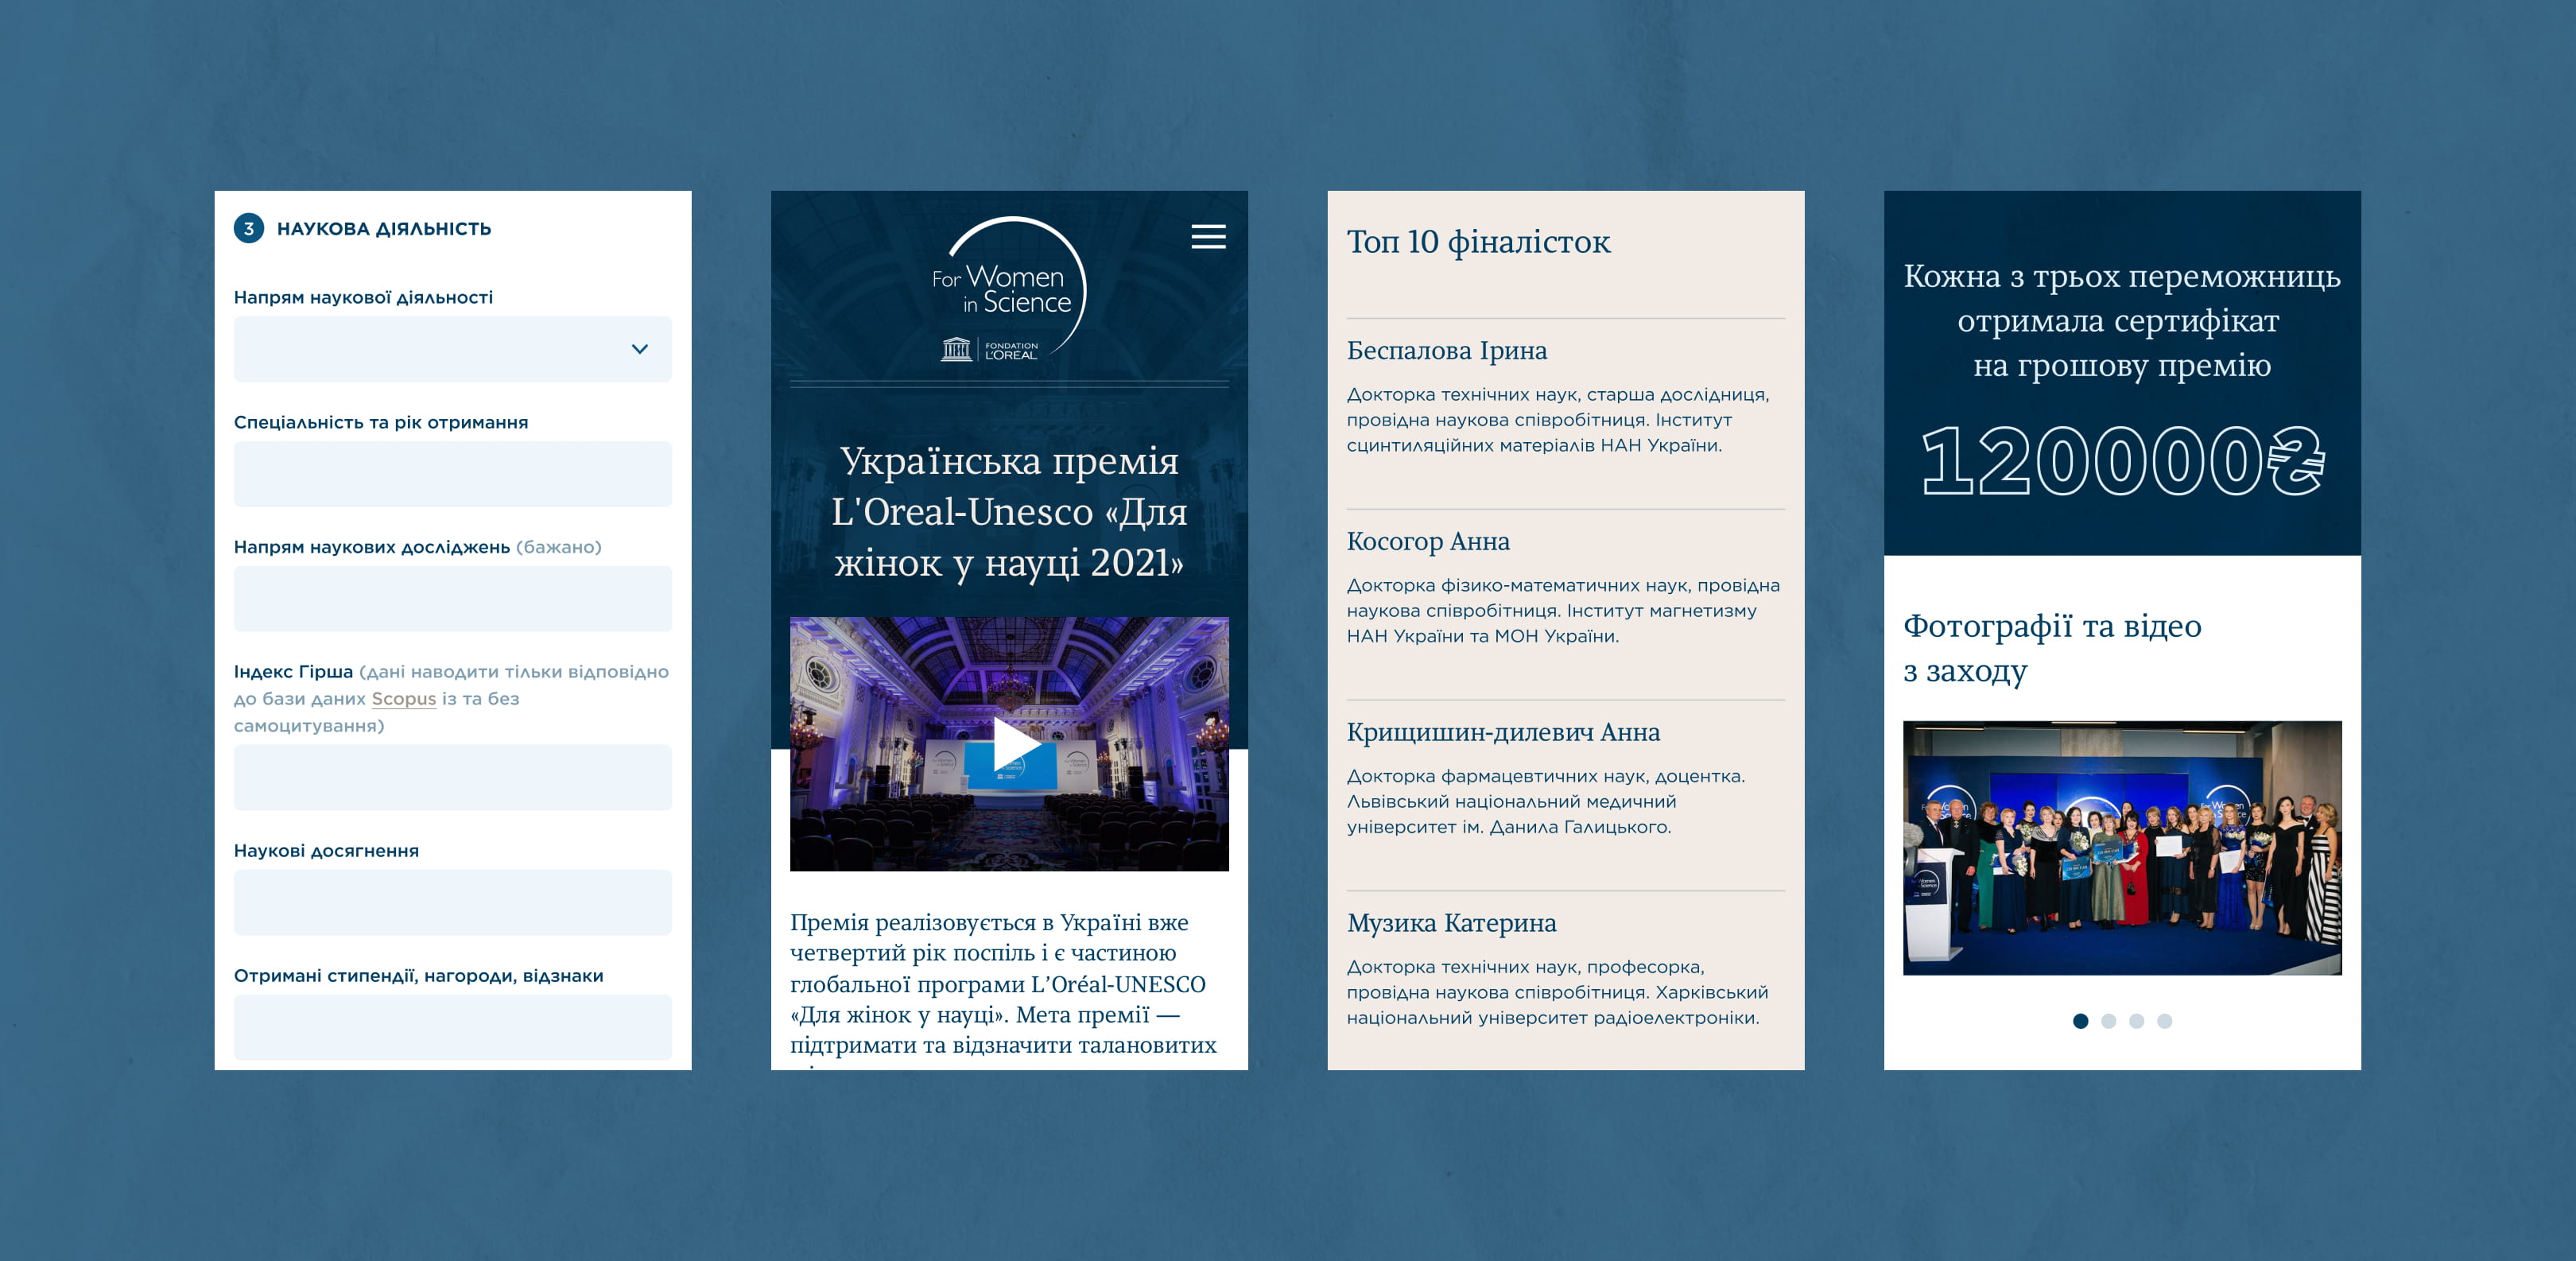 3 НАУКОВА ДІЯЛЬНІСТЬ
Напрям наукової діяльності
Спеціальність та рік отримання
Напрям наукових досліджень (бажано)
Індекс Гірша (дані наводити тільки відповідно
до бази даних Scopus із та без
самоцитування)
Наукові досягнення
Отримані стипендії, нагороди, відзнаки
For Women
in Science
UNESCO
FONDATION
L'ORÉAL
Українська премія
L'Oreal-Unesco «Для
жінок у науці 2021»
Премія реалізовується в Україні вже
четвертий рік поспіль і є частиною
глобальної програми L’Oréal-UNESCO
«Для жінок у науці». Мета премії —
підтримати та відзначити талановитих
Топ 10 фіналісток
Беспалова Ірина
Докторка технічних наук, старша дослідниця,
провідна наукова співробітниця. Інститут
сцинтиляційних матеріалів НАН України.
Косогор Анна
Докторка фізико-математичних наук, провідна
наукова співробітниця. Інститут магнетизму
НАН України та МОН України.
Крищишин-дилевич Анна
Докторка фармацевтичних наук, доцентка.
Львівський національний медичний
університет ім. Данила Галицького.
Музика Катерина
Докторка технічних наук, професорка,
провідна наукова співробітниця. Харківський
національний університет радіоелектроніки.
Кожна з трьох переможниць
отримала сертифікат
на грошову премію
120000₴
Фотографії та відео
з заходу